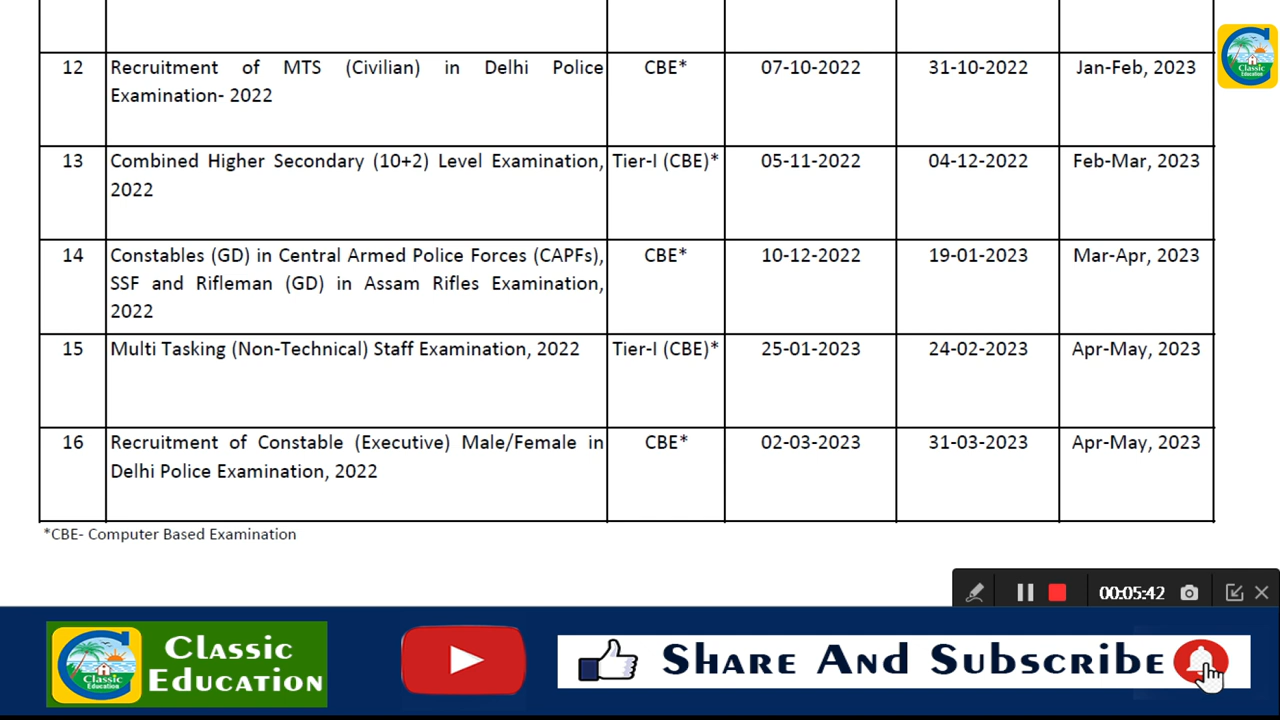 Classic
Education
12 Recruitment of MTS (Civilian) in Delhi Police CBE* 07-10-2022 31-10-2022 Jan-Feb, 2023
Examination- 2022
13 Combined Higher Secondary (10+2) Level Examination, Tier-I (CBE)* 05-11-2022 04-12-2022 Feb-Mar, 2023
2022
14 Constables (GD) in Central Armed Police Forces (CAPFs), CBE* 10-12-2022 19-01-2023 Mar-Apr, 2023
SSF and Rifleman (GD) in Assam Rifles Examination,
2022
15 Multi Tasking (Non-Technical) Staff Examination, 2022 Tier-I (CBE)* 25-01-2023 24-02-2023 Apr-May, 2023
16 Recruitment of Constable (Executive) Male/Female in CBE* 02-03-2023 31-03-2023 Apr-May, 2023
Delhi Police Examination, 2022
*CBE- Computer Based Examination
00:05:42
Classic
Education
Classic
Education
Share And Subscribe